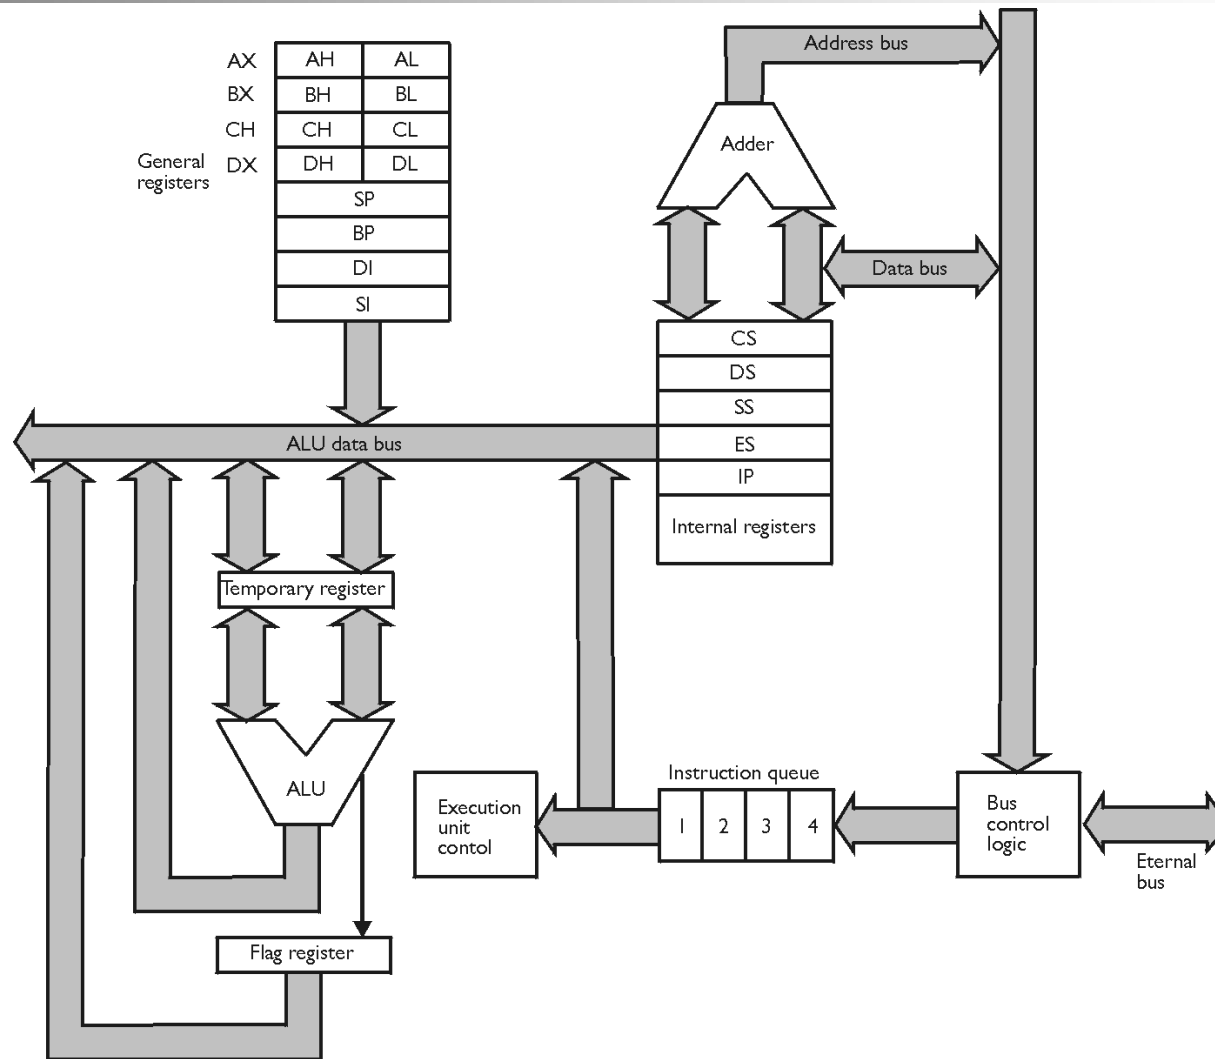 Address bus
AX AH AL
BX BH BL
CH CH CL
General
registers
DX DH DL
SP
BP
DI
SI
Adder
Data bus
CS
DS
SS
ES
IP
Internal registers
ALU data bus
Temporary register
ALU
Flag register
Execution
unit
contol
Instruction queue
1 2 3 4
Bus
control
logic
Eternal
bus